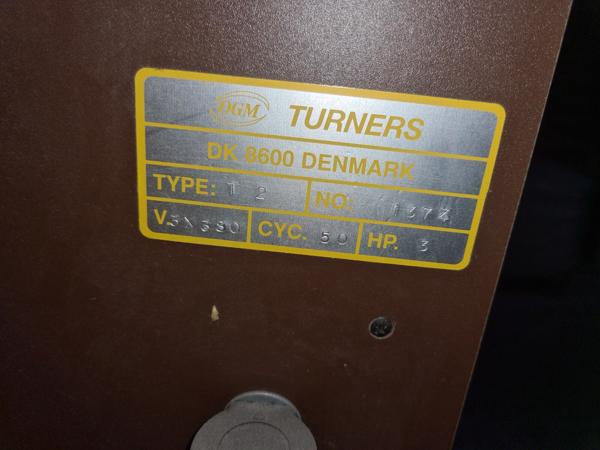 DGM TURNERS
DK 8600 DENMARK
TYPE: 12 NO:
V. 3X380 CYC. 50 HP. 3